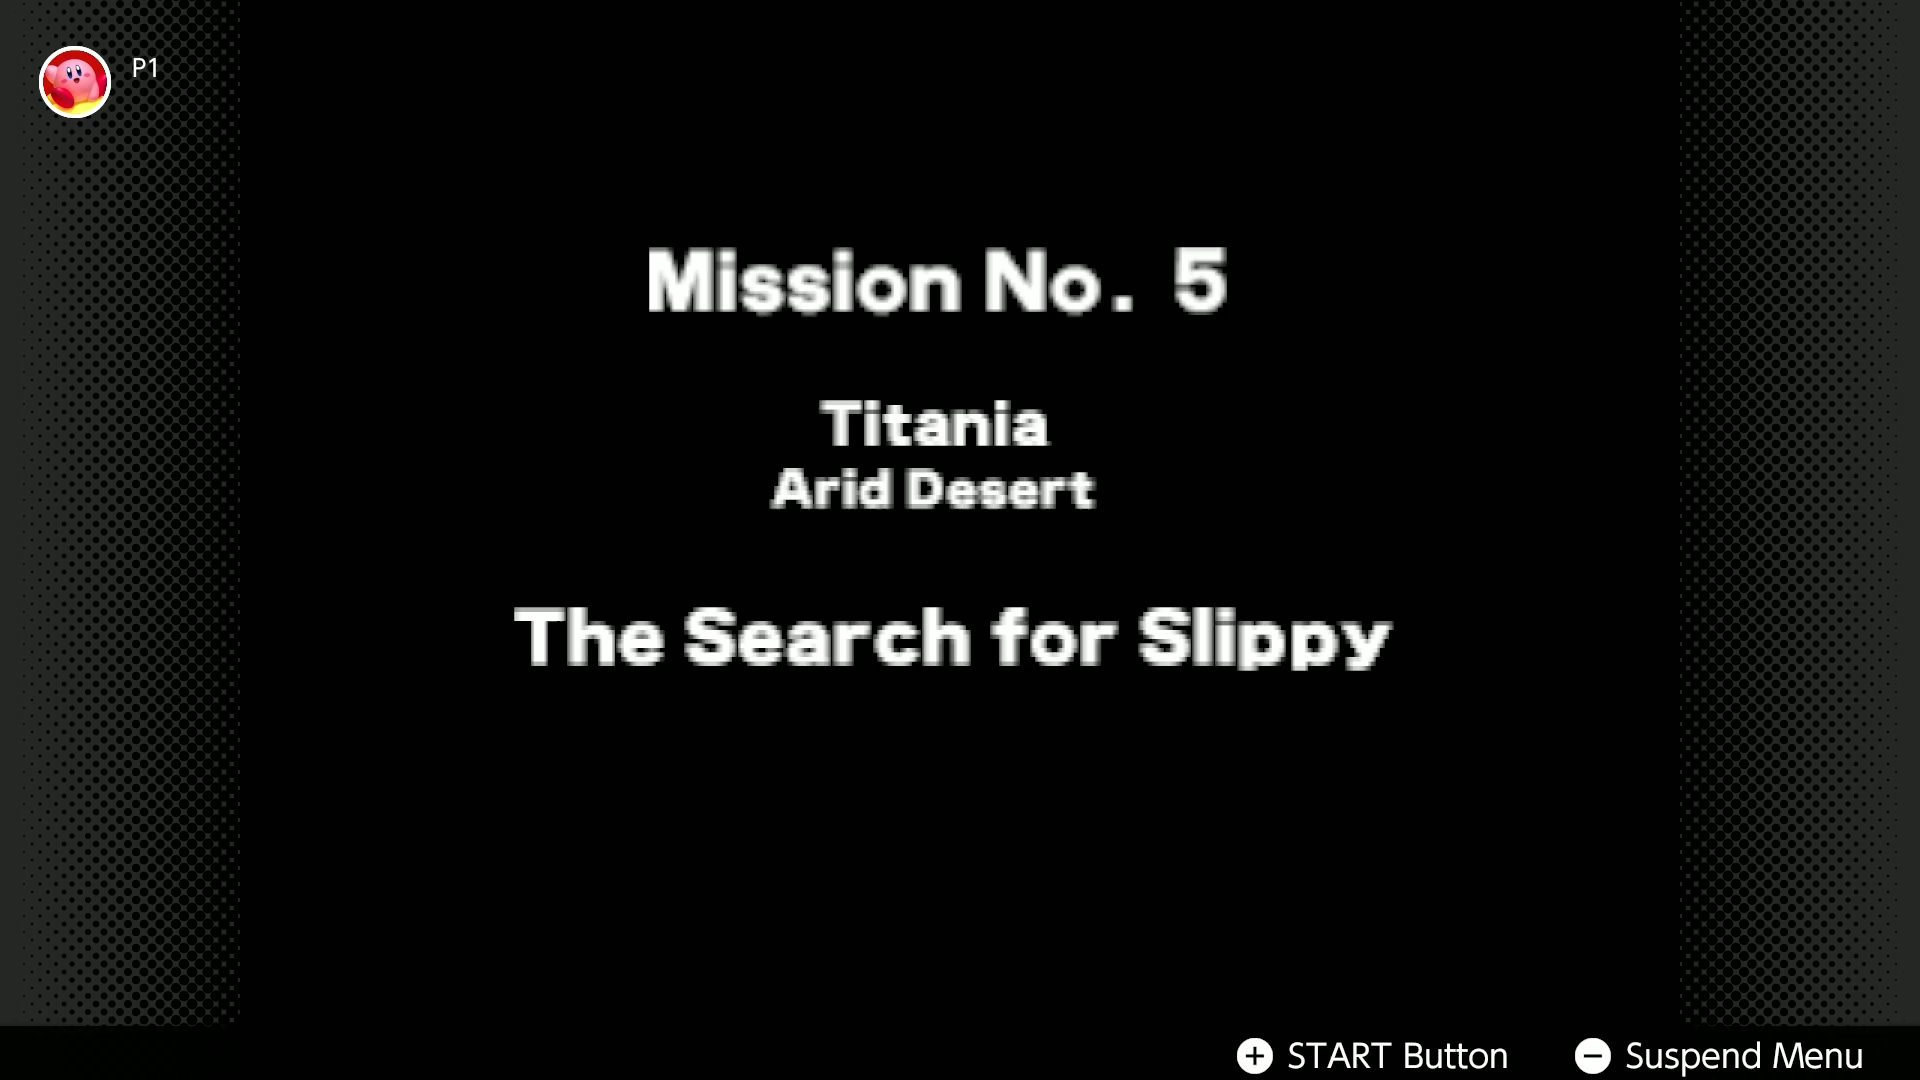 P1
Mission No. 5
Titania
Arid Desert
The Search for Slippy
START Button
Suspend Menu